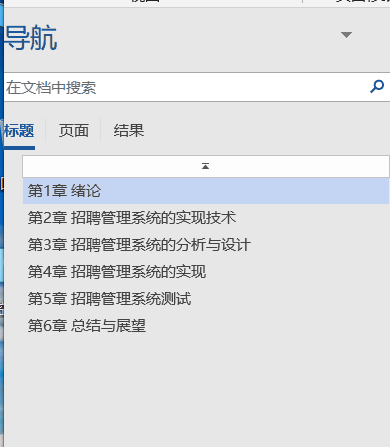 导航
在文档中搜索
标题 页面 结果
第1章 绪论
第2章 招聘管理系统的实现技术
第3章 招聘管理系统的分析与设计
第4章 招聘管理系统的实现
第5章 招聘管理系统测试
第6章 总结与展望